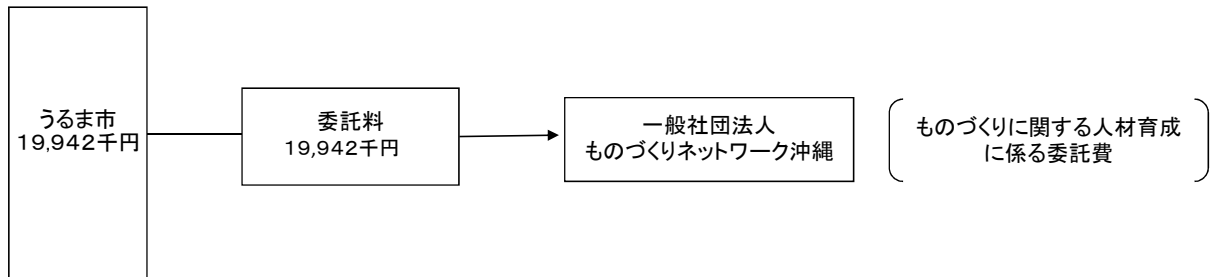 うるま市
19,942千円
委託料
19,942千円
一般社団法人
ものづくりネットワーク沖縄
ものづくりに関する人材育成
に係る委託費